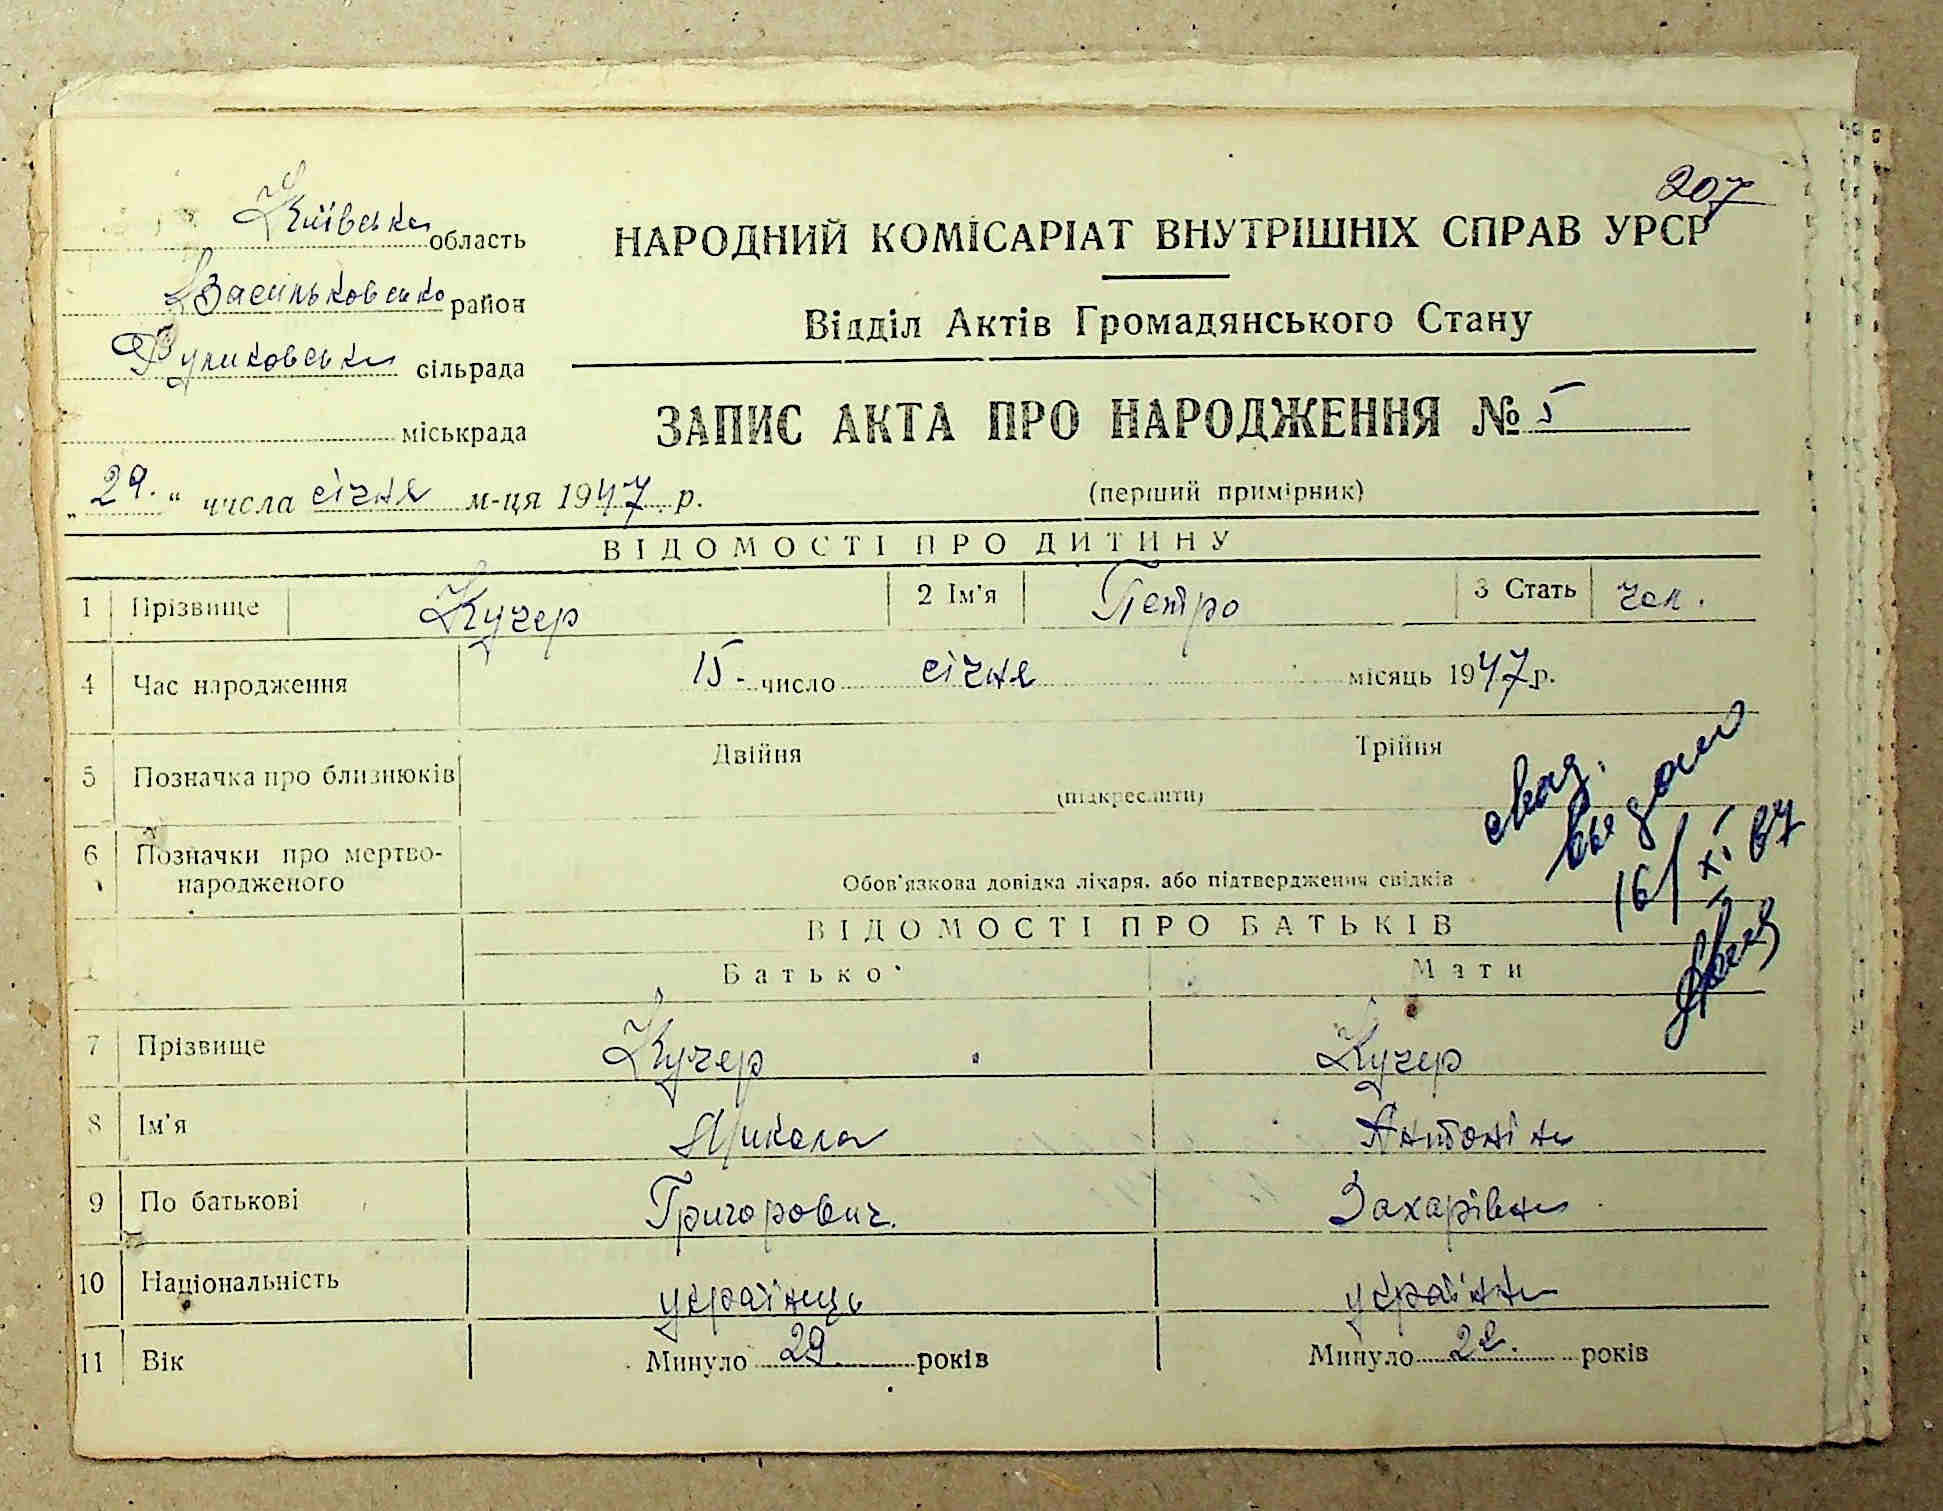 207
Київська область
Васильковсько район
сільрада
міськрада
НАРОДНИЙ КОМІСАРІАТ ВНУТРІШНІХ СПРАВ УРСР
Відділ Актів Громадянського Стану
ЗАПИС АКТА ПРО НАРОДЖЕННЯ № 5
„29." числа січня м-ця 1947 р.
(перший примірник)
ВІДОМОСТІ ПРО ДИТИНУ
1 Прізвище Кучер 2 Ім'я Петро 3 Стать чол.
4 Час народження 15- число січня місяць 1947 р.
5 Позначка про близнюків Двійня Трійня
(підкреслити)
6 Позначки про мертво-
народженого
Обов'язкова довідка лікаря, або підтвердження свідків
выдано
16/XI 67
ВІДОМОСТІ ПРО БАТЬКІВ
Батько Мати
7 Прізвище Кучер Кучер
8 Ім'я Микола Антоніна
9 По батькові Григорович. Захарівна
10 Національність українець українка
11 Вік Минуло 29 років Минуло 22. років